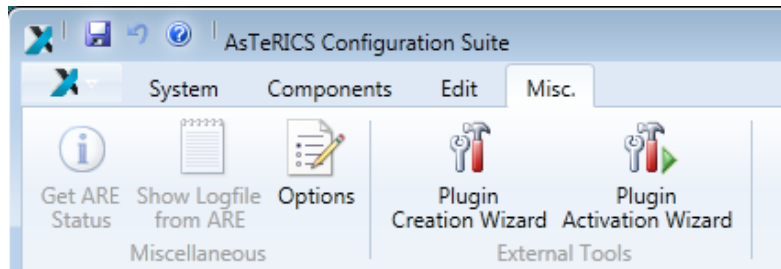 AsTeRICS Configuration Suite
System Components Edit Misc.
Get ARE Status
Show Logfile from ARE
Options
Plugin Creation Wizard
Plugin Activation Wizard
Miscellaneous
External Tools